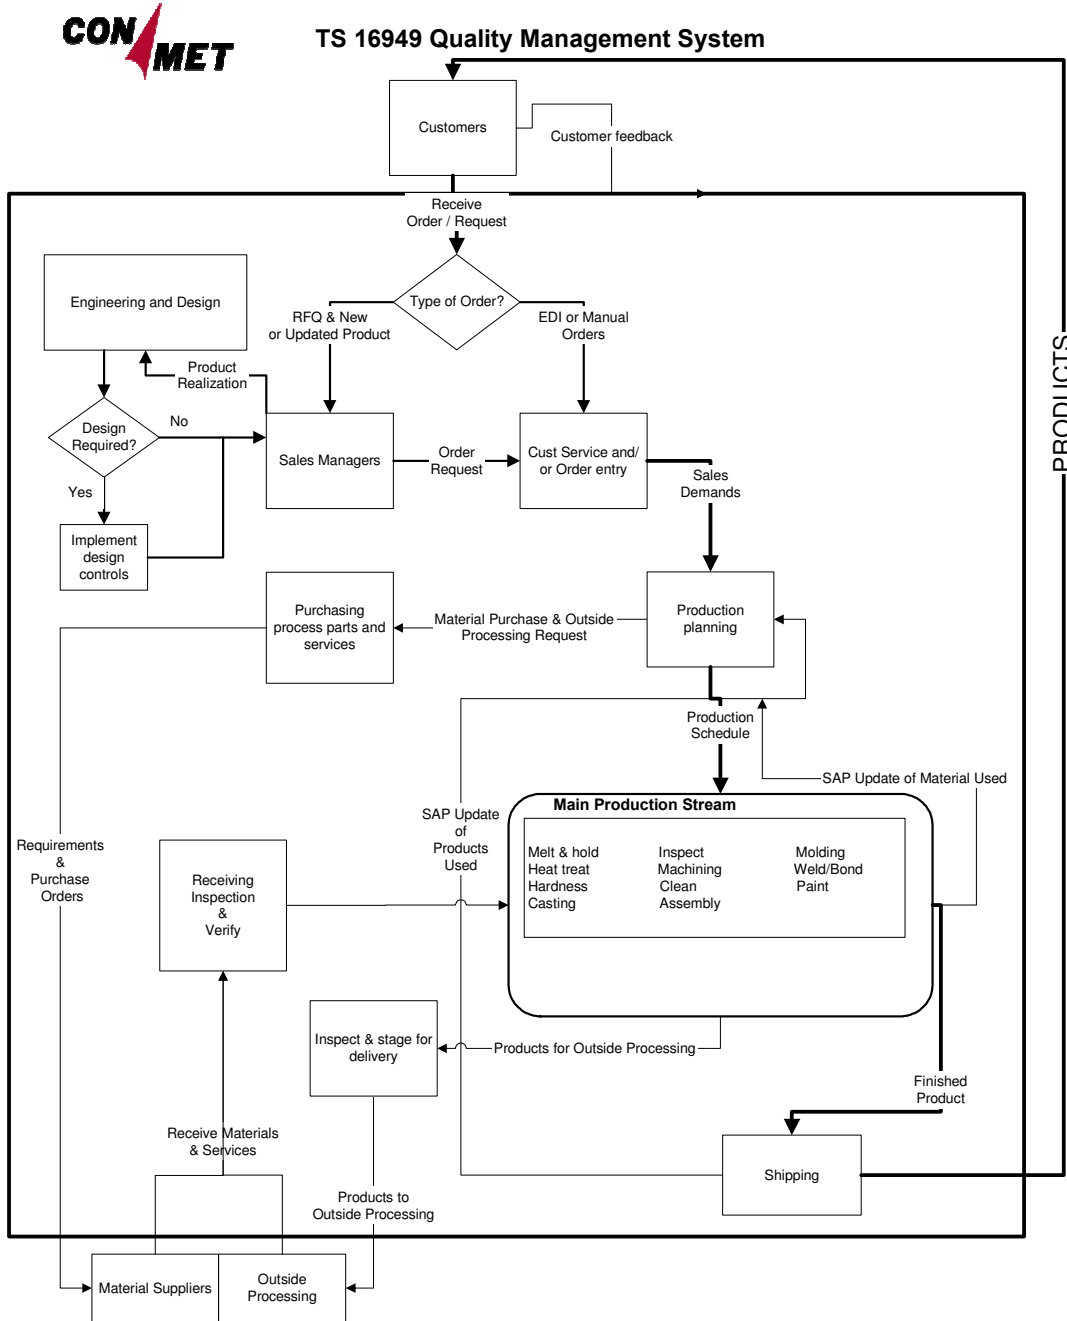 CON MET
TS 16949 Quality Management System
Customers
Customer feedback
Receive
Order / Request
Engineering and Design
Type of Order?
RFQ & New
or Updated Product
EDI or Manual
Orders
PRODUCTS
Product
Realization
Design
Required?
No
Yes
Sales Managers
Order
Request
Cust Service and/
or Order entry
Sales
Demands
Implement
design
controls
Purchasing
process parts and
services
Material Purchase & Outside
Processing Request
Production
planning
Production
Schedule
SAP Update of Material Used
Main Production Stream
SAP Update
of
Products
Used
Melt & hold
Heat treat
Hardness
Casting
Inspect
Machining
Clean
Assembly
Molding
Weld/Bond
Paint
Requirements
&
Purchase
Orders
Receiving
Inspection
&
Verify
Inspect & stage for
delivery
Products for Outside Processing
Finished
Product
Receive Materials
& Services
Shipping
Products to
Outside Processing
Material Suppliers
Outside
Processing